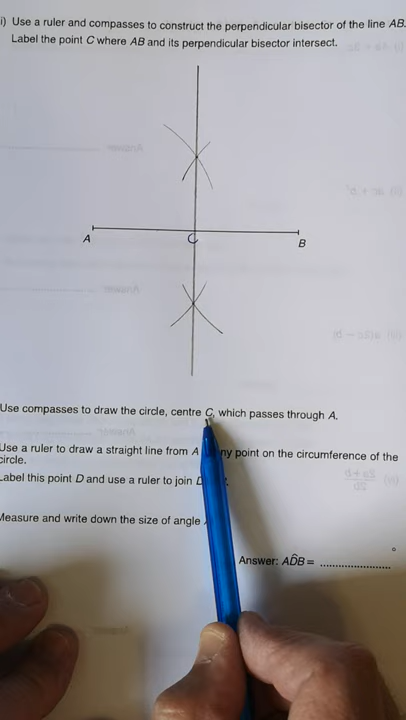 i) Use a ruler and compasses to construct the perpendicular bisector of the line AB.
Label the point C where AB and its perpendicular bisector intersect.
A
C
B
Use compasses to draw the circle, centre C, which passes through A.
Use a ruler to draw a straight line from A ny point on the circumference of the
circle.
Label this point D and use a ruler to join
Measure and write down the size of angle
Answer: AD̂B = ........................ °